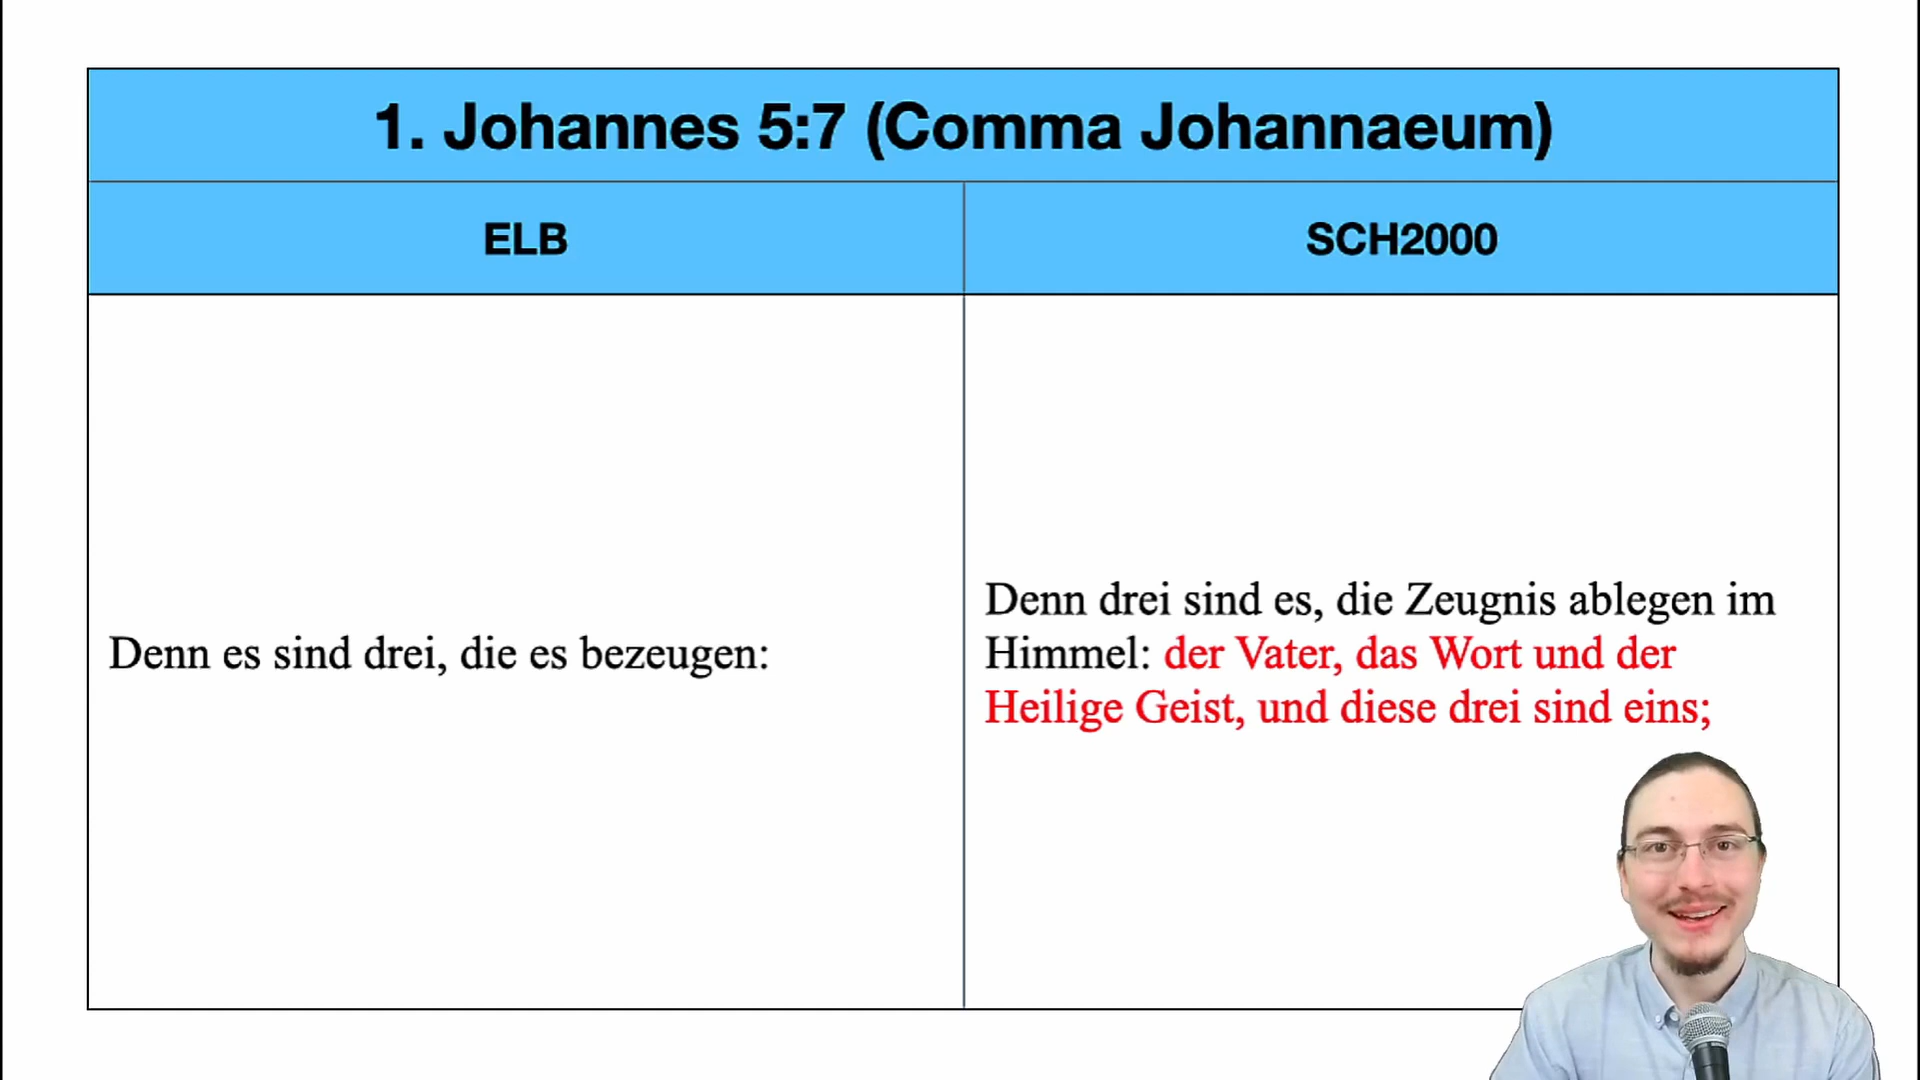 1. Johannes 5:7 (Comma Johannaeum)
ELB
SCH2000
Denn es sind drei, die es bezeugen:
Denn drei sind es, die Zeugnis ablegen im
Himmel: der Vater, das Wort und der
Heilige Geist, und diese drei sind eins;